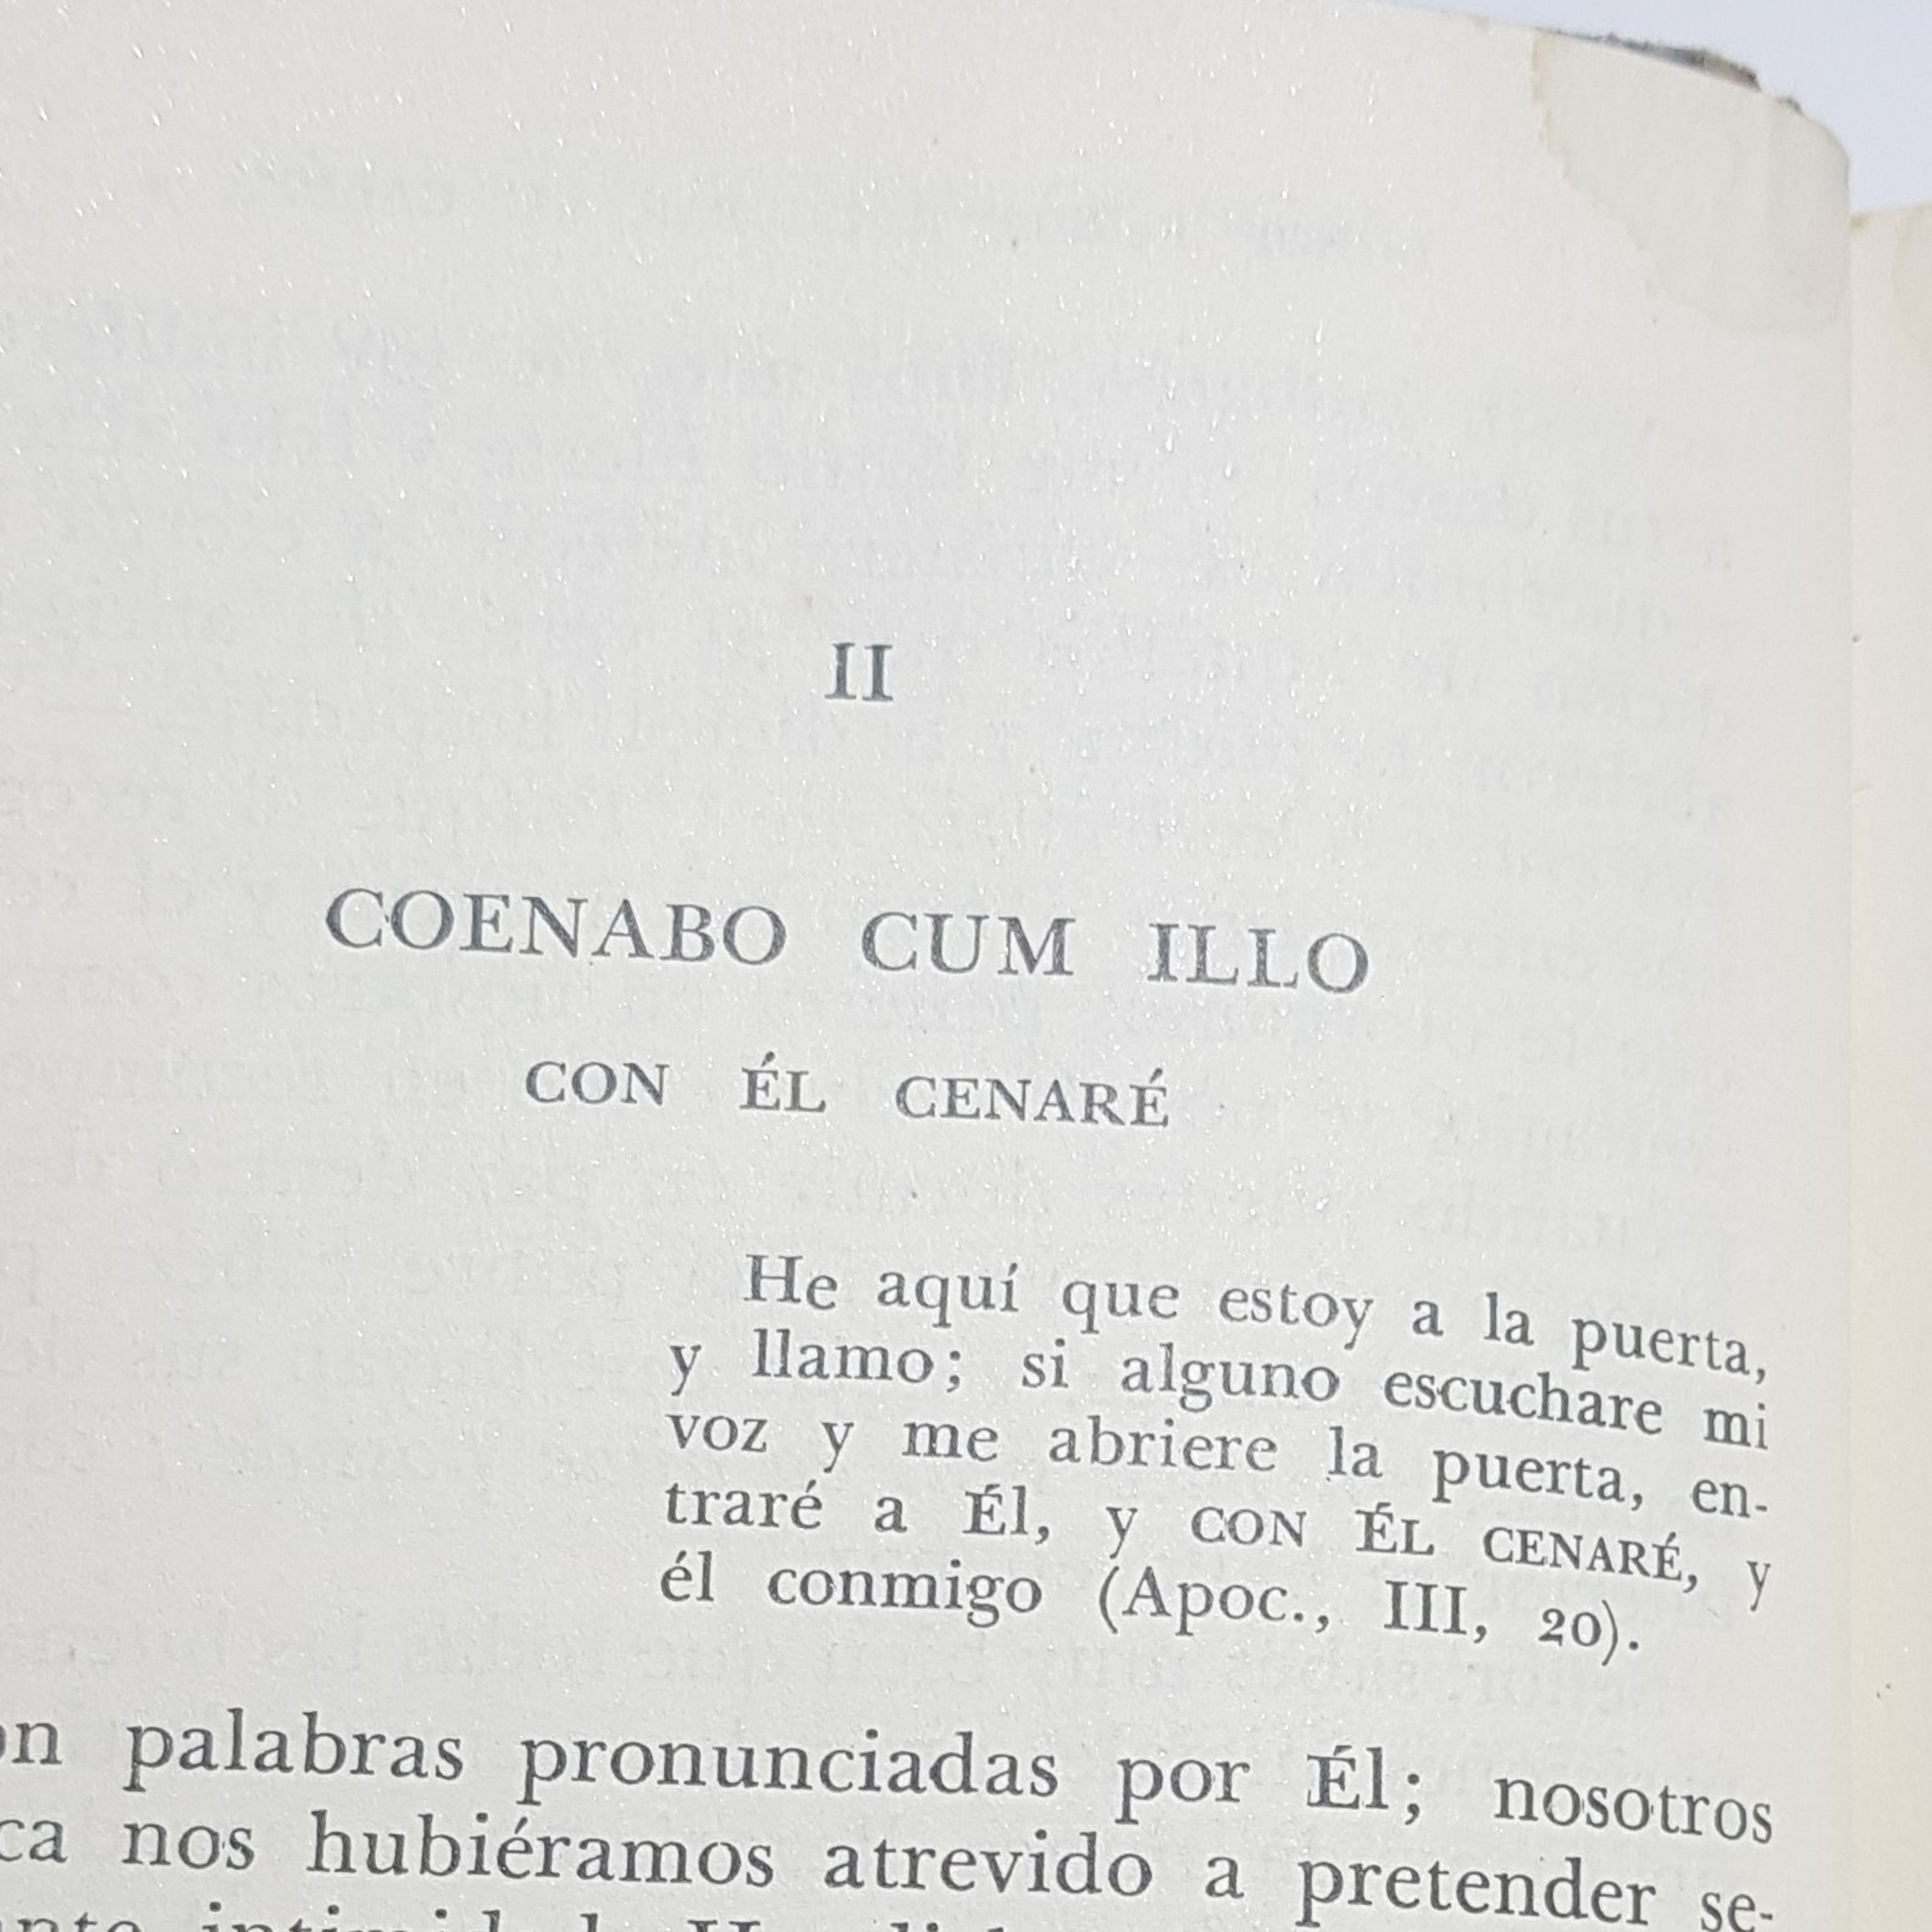 II
COENABO CUM ILLO
CON ÉL CENARÉ
He aquí que estoy a la puerta,
y llamo; si alguno escuchare mi
voz y me abriere la puerta, en-
traré a Él, y CON ÉL CENARÉ, y
él conmigo (Apoc., III, 20).
palabras pronunciadas por Él; nosotros
nos hubiéramos atrevido a pretender se-